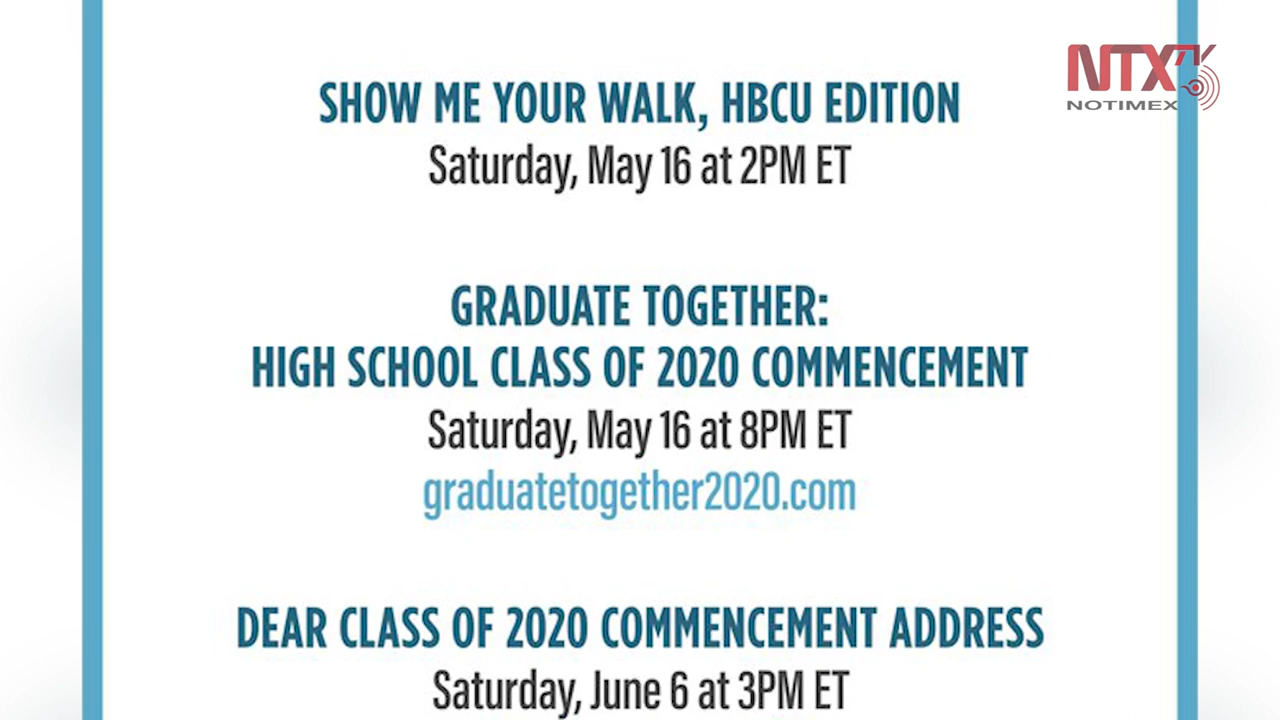 NTXTV
NOTIMEX
SHOW ME YOUR WALK, HBCU EDITION
Saturday, May 16 at 2PM ET
GRADUATE TOGETHER:
HIGH SCHOOL CLASS OF 2020 COMMENCEMENT
Saturday, May 16 at 8PM ET
graduatetogether2020.com
DEAR CLASS OF 2020 COMMENCEMENT ADDRESS
Saturday, June 6 at 3PM ET